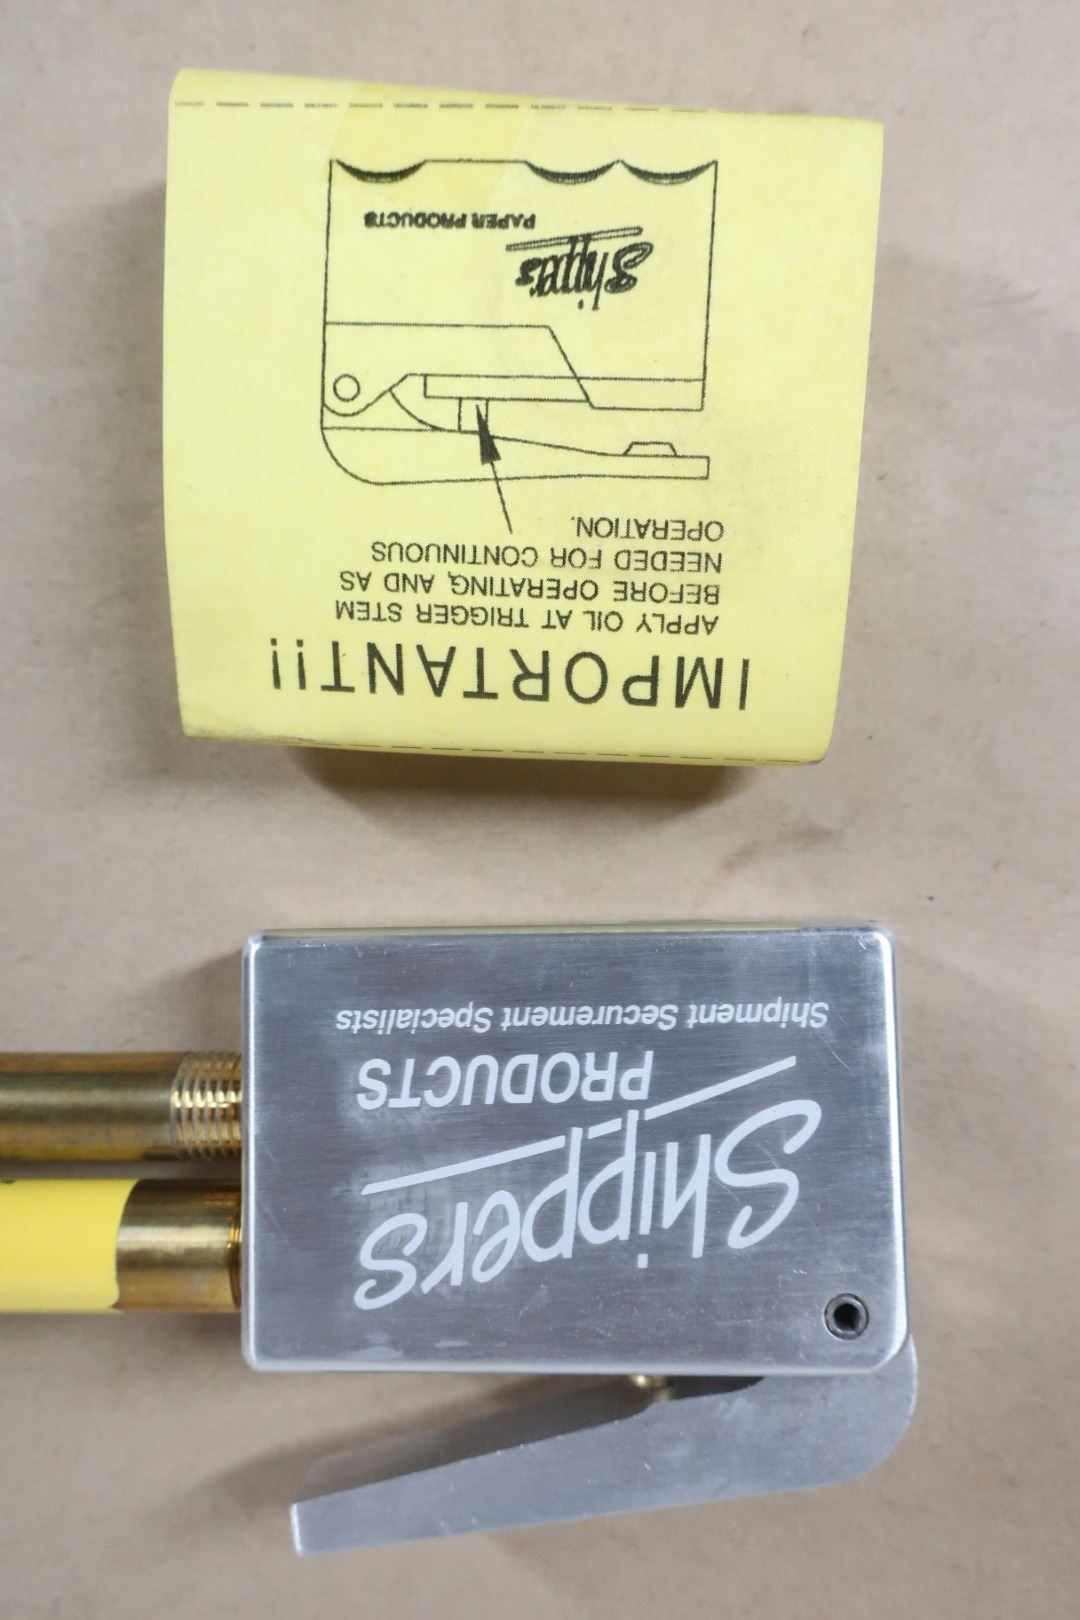 IMPORTANT!!
APPLY OIL AT TRIGGER STEM
BEFORE OPERATING, AND AS
NEEDED FOR CONTINUOUS
OPERATION.
Shippers
PAPER PRODUCTS
Shippers
PRODUCTS
Shipment Securement Specialists